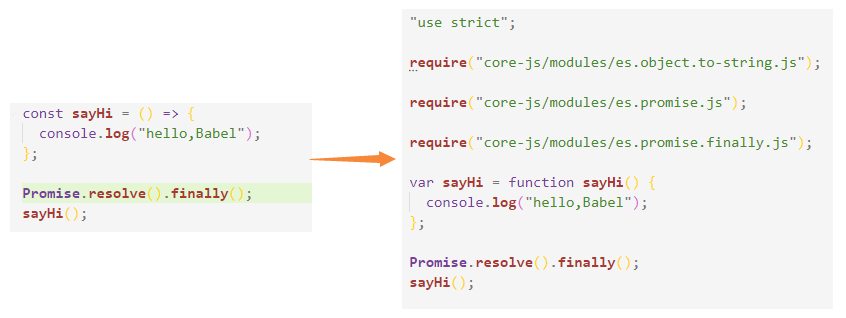 const sayHi = () => {
  console.log("hello,Babel");
};
Promise.resolve().finally();
sayHi();
"use strict";
require("core-js/modules/es.object.to-string.js");
require("core-js/modules/es.promise.js");
require("core-js/modules/es.promise.finally.js");
var sayHi = function sayHi() {
  console.log("hello,Babel");
};
Promise.resolve().finally();
sayHi();